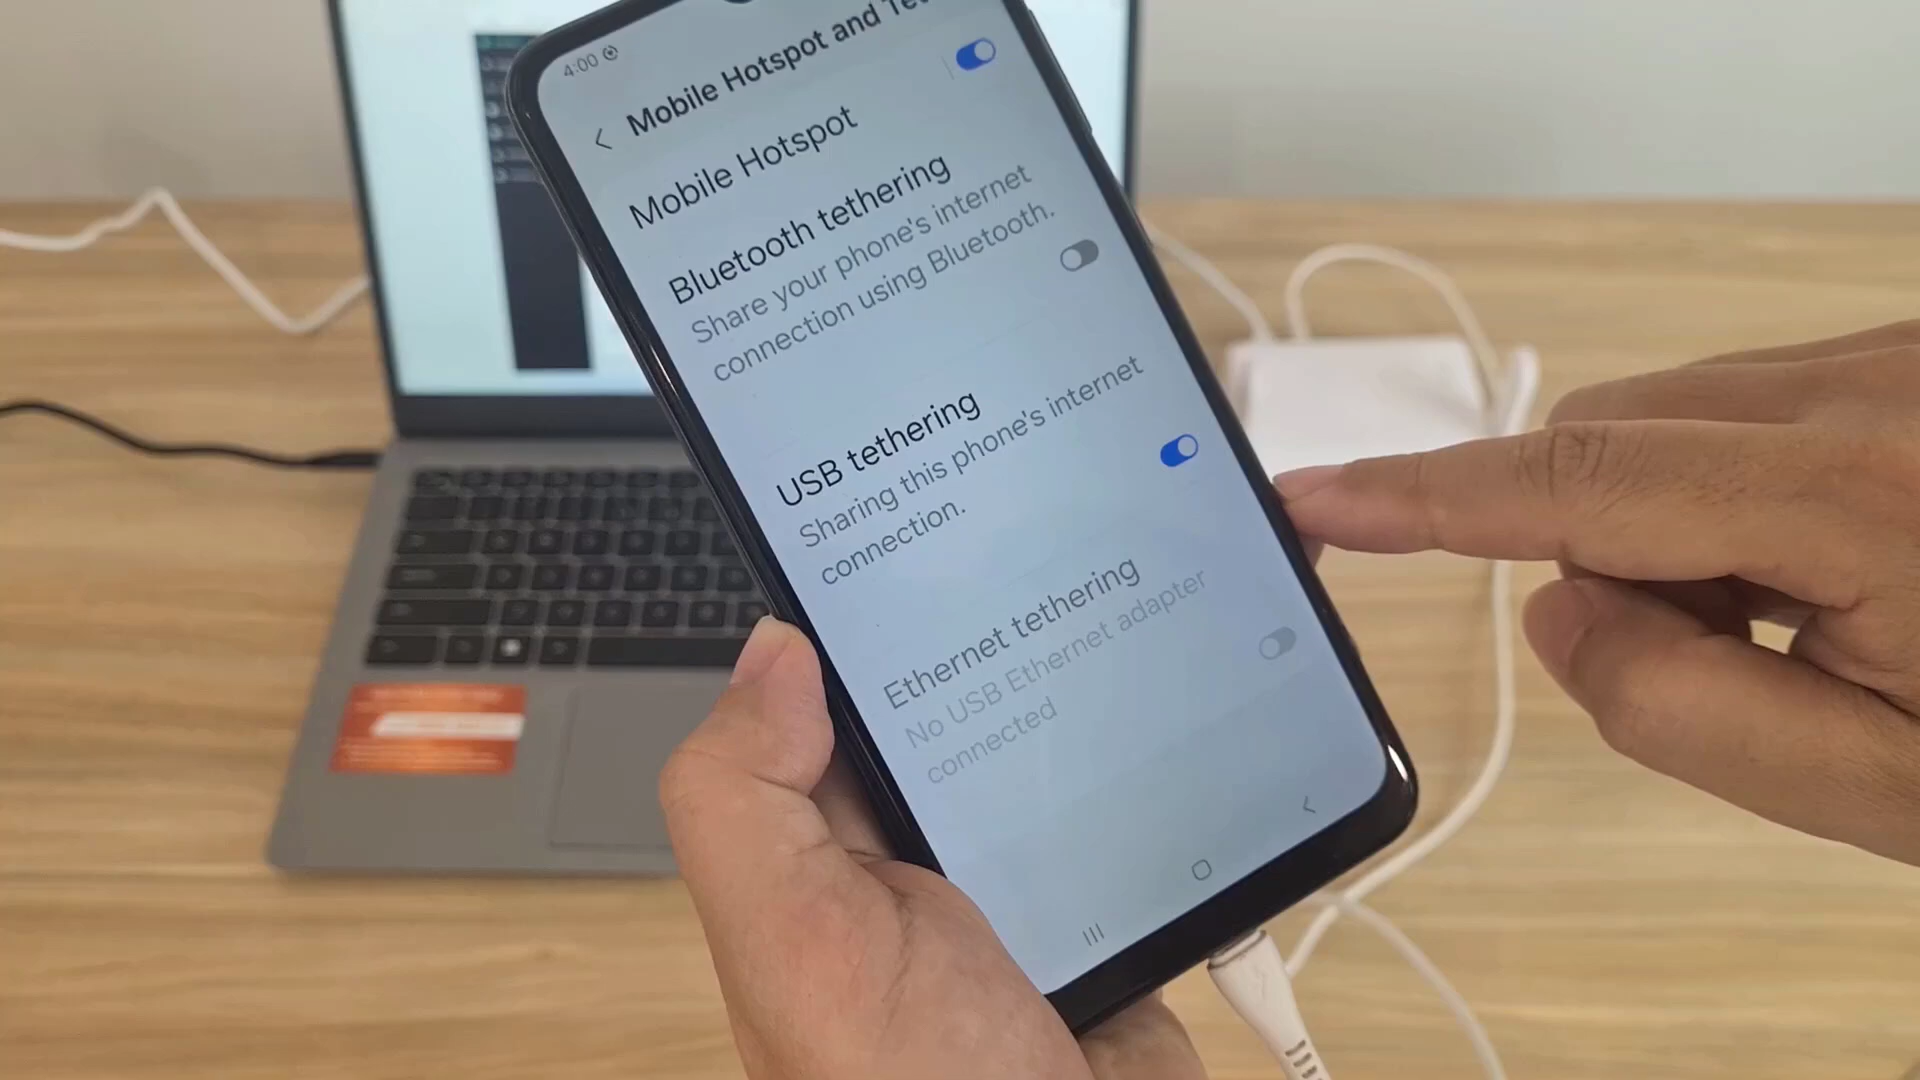 4:00
Mobile Hotspot and
Mobile Hotspot
Bluetooth tethering
Share your phone's internet
connection using Bluetooth.
USB tethering
Sharing this phone's internet
connection.
Ethernet tethering
No USB Ethernet adapter
connected